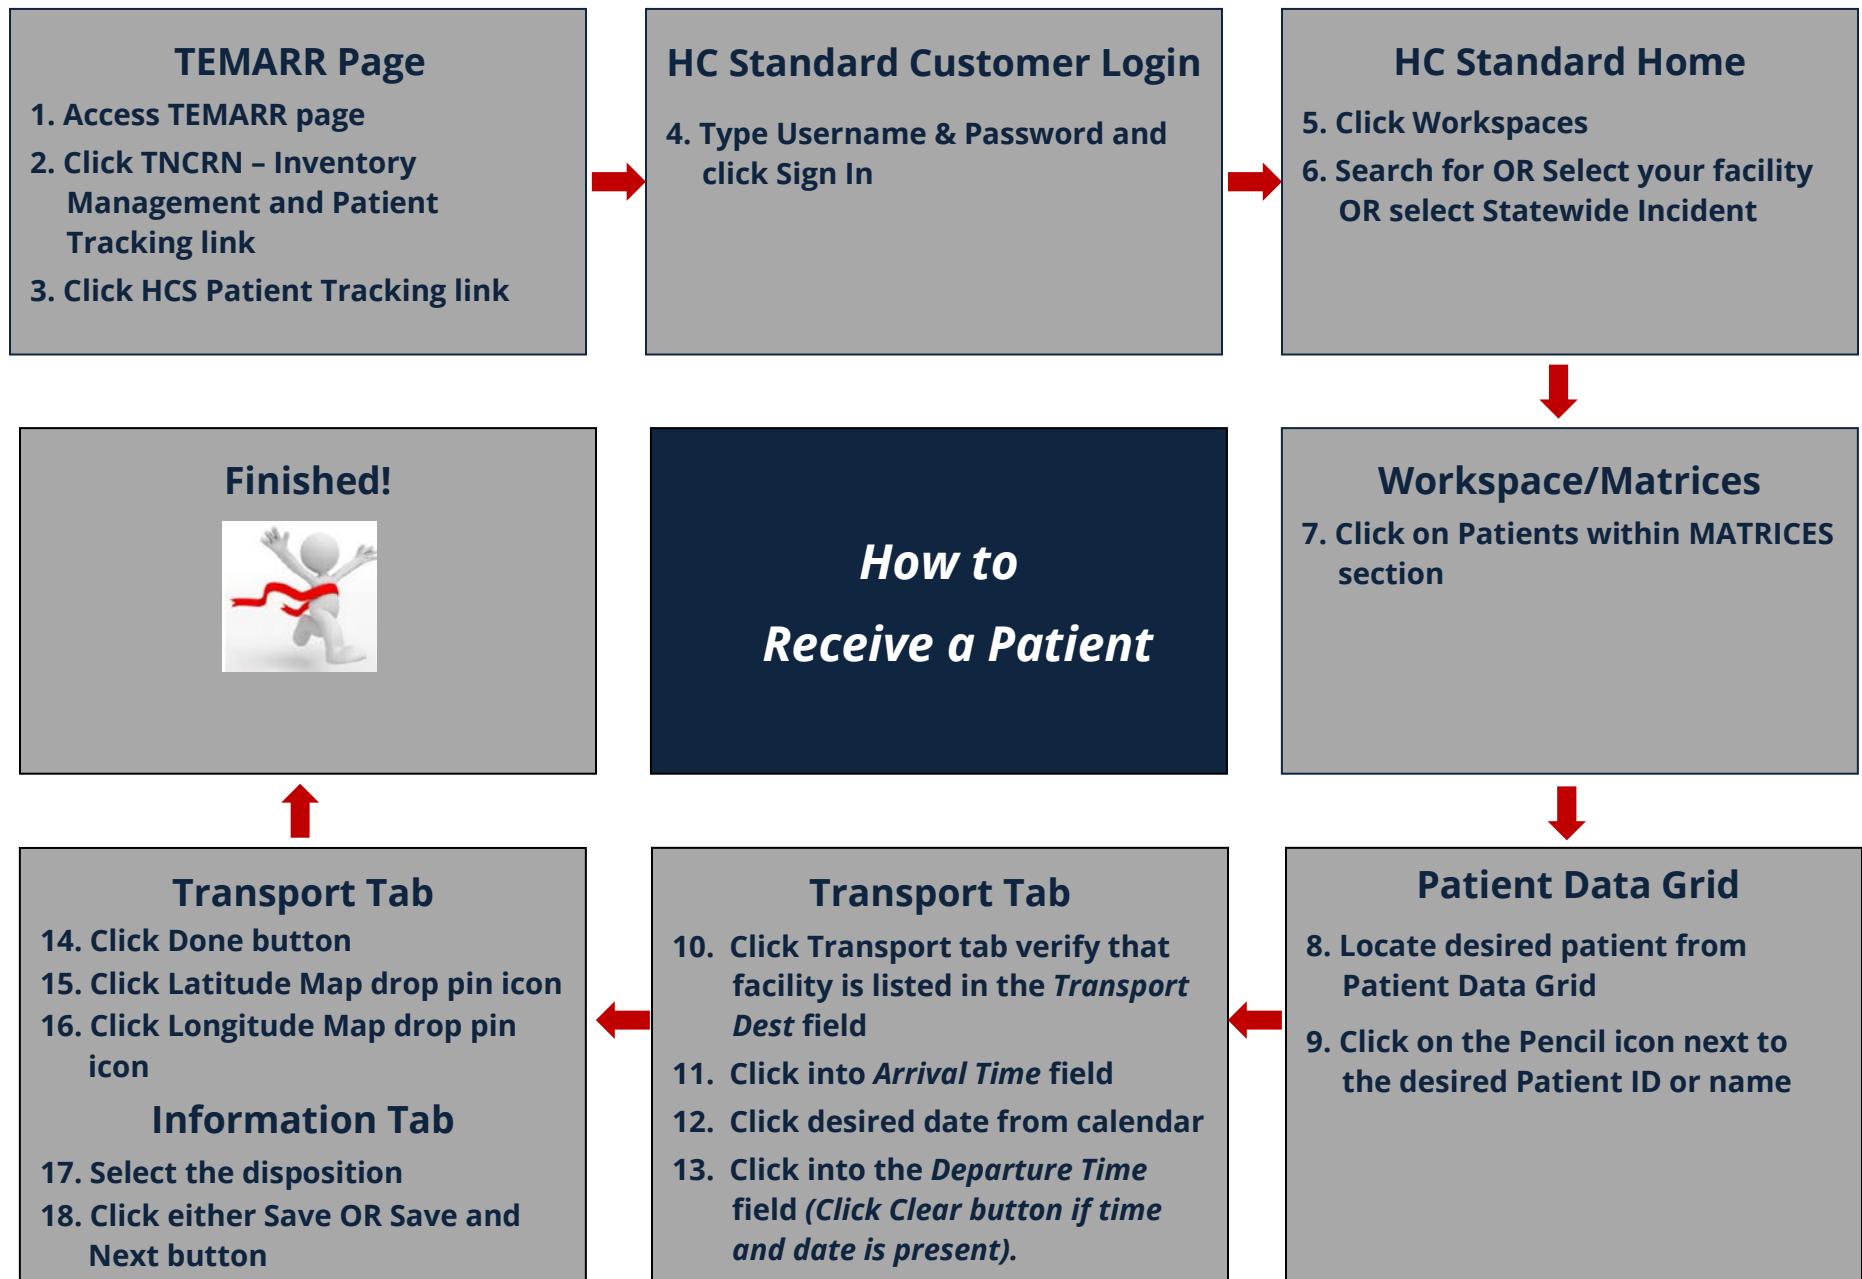 TEMARR Page
1. Access TEMARR page
2. Click TNCRN – Inventory
Management and Patient
Tracking link
3. Click HCS Patient Tracking link
HC Standard Customer Login
4. Type Username & Password and
click Sign In
HC Standard Home
5. Click Workspaces
6. Search for OR Select your facility
OR select Statewide Incident
Workspace/Matrices
7. Click on Patients within MATRICES
section
Patient Data Grid
8. Locate desired patient from
Patient Data Grid
9. Click on the Pencil icon next to
the desired Patient ID or name
Transport Tab
10. Click Transport tab verify that
facility is listed in the Transport
Dest field
11. Click into Arrival Time field
12. Click desired date from calendar
13. Click into the Departure Time
field (Click Clear button if time
and date is present).
Transport Tab
14. Click Done button
15. Click Latitude Map drop pin icon
16. Click Longitude Map drop pin
icon
Information Tab
17. Select the disposition
18. Click either Save OR Save and
Next button
Finished!
How to
Receive a Patient